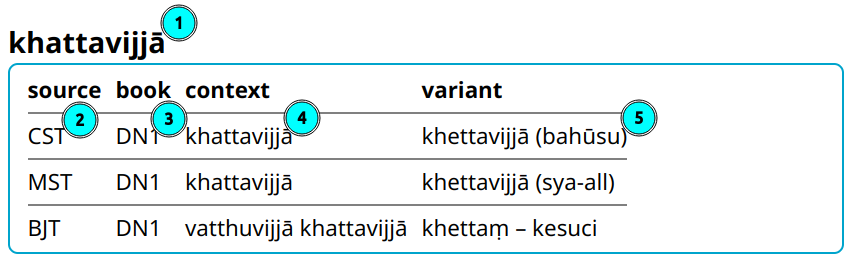 khattavijjā 1
source book context variant
2 3 4 5
CST DN1 khattavijjā khettavijjā (bahūsu)
MST DN1 khattavijjā khettavijjā (sya-all)
BJT DN1 vatthuvijjā khattavijjā khettaṃ – kesuci